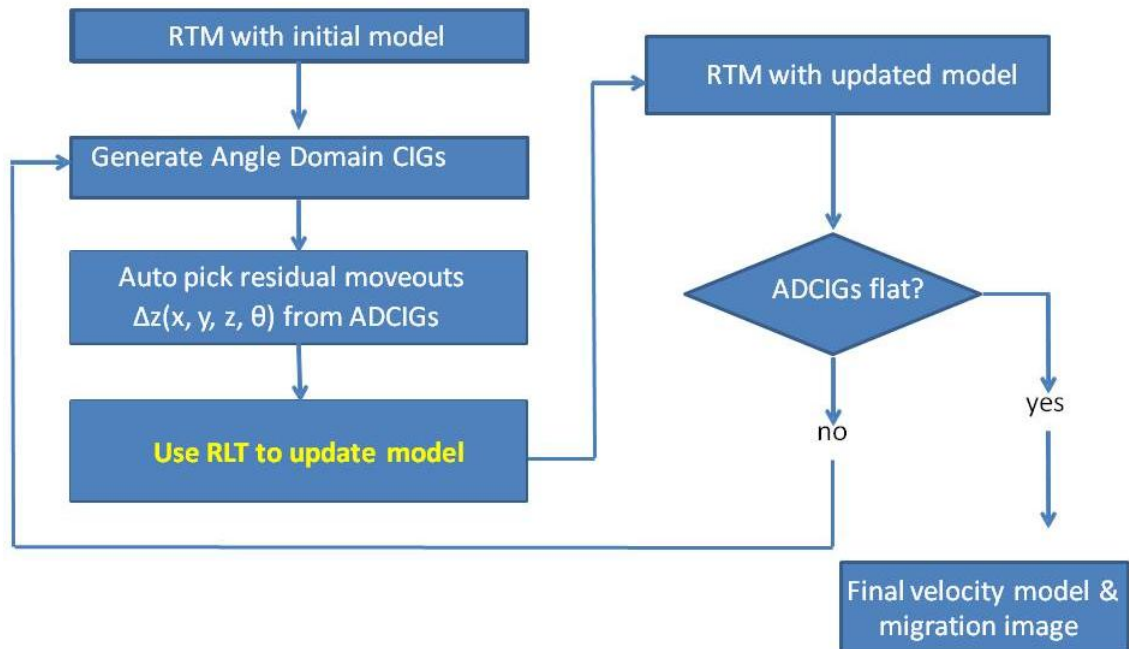 RTM with initial model
Generate Angle Domain CIGs
Auto pick residual moveouts
Δz(x, y, z, θ) from ADCIGs
Use RLT to update model
RTM with updated model
ADCIGs flat?
no
yes
Final velocity model &
migration image